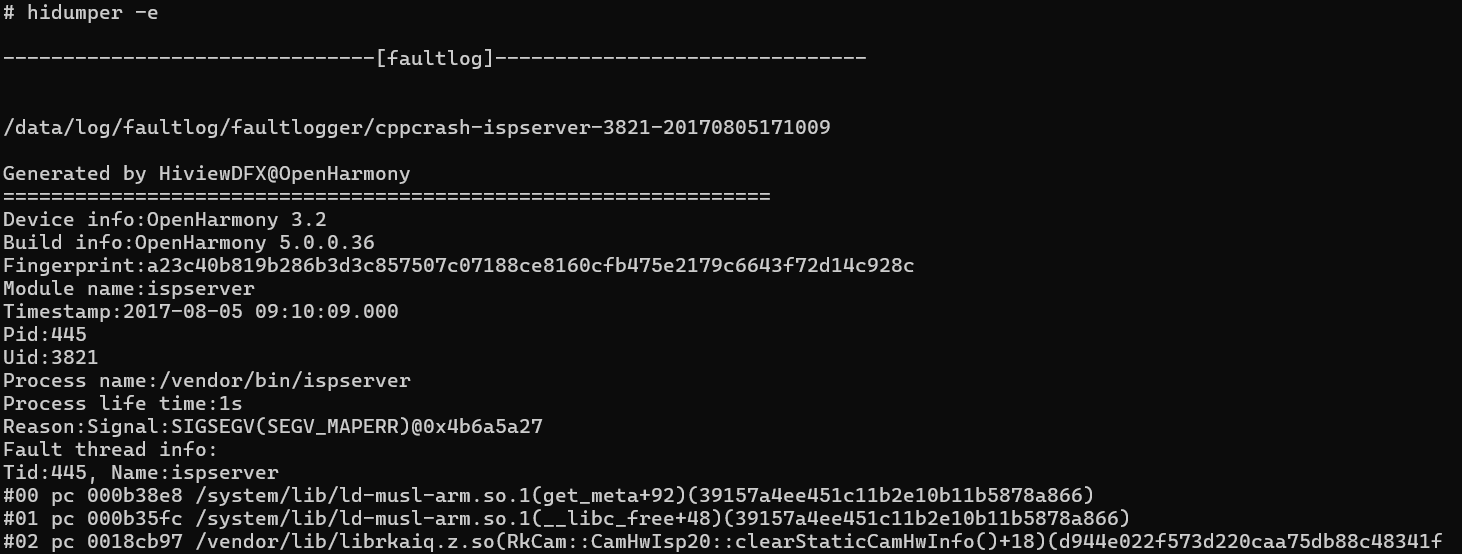 # hidumper -e
-------------------------------[faultlog]-------------------------------
/data/log/faultlog/faultlogger/cppcrash-ispserver-3821-20170805171009
Generated by HiviewDFX@OpenHarmony
================================================================
Device info:OpenHarmony 3.2
Build info:OpenHarmony 5.0.0.36
Fingerprint:a23c40b819b286b3d3c857507c07188ce8160cfb475e2179c6643f72d14c928c
Module name:ispserver
Timestamp:2017-08-05 09:10:09.000
Pid:445
Uid:3821
Process name:/vendor/bin/ispserver
Process life time:1s
Reason:Signal:SIGSEGV(SEGV_MAPERR)@0x4b6a5a27
Fault thread info:
Tid:445, Name:ispserver
#00 pc 000b38e8 /system/lib/ld-musl-arm.so.1(get_meta+92)(39157a4ee451c11b2e10b11b5878a866)
#01 pc 000b35fc /system/lib/ld-musl-arm.so.1(__libc_free+48)(39157a4ee451c11b2e10b11b5878a866)
#02 pc 0018cb97 /vendor/lib/librkaiq.z.so(RkCam::CamHwIsp20::clearStaticCamHwInfo()+18)(d944e022f573d220caa75db88c48341f